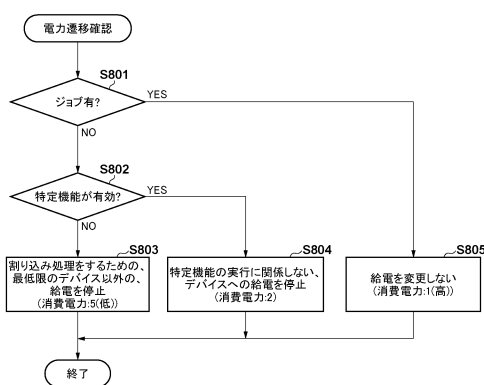 電力遷移確認
S801
ジョブ有?
YES
NO
S802
特定機能が有効?
YES
NO
S803
割り込み処理をするための、
最低限のデバイス以外の、
給電を停止
(消費電力:5(低))
S804
特定機能の実行に関係しない、
デバイスへの給電を停止
(消費電力:2)
S805
給電を変更しない
(消費電力:1(高))
終了